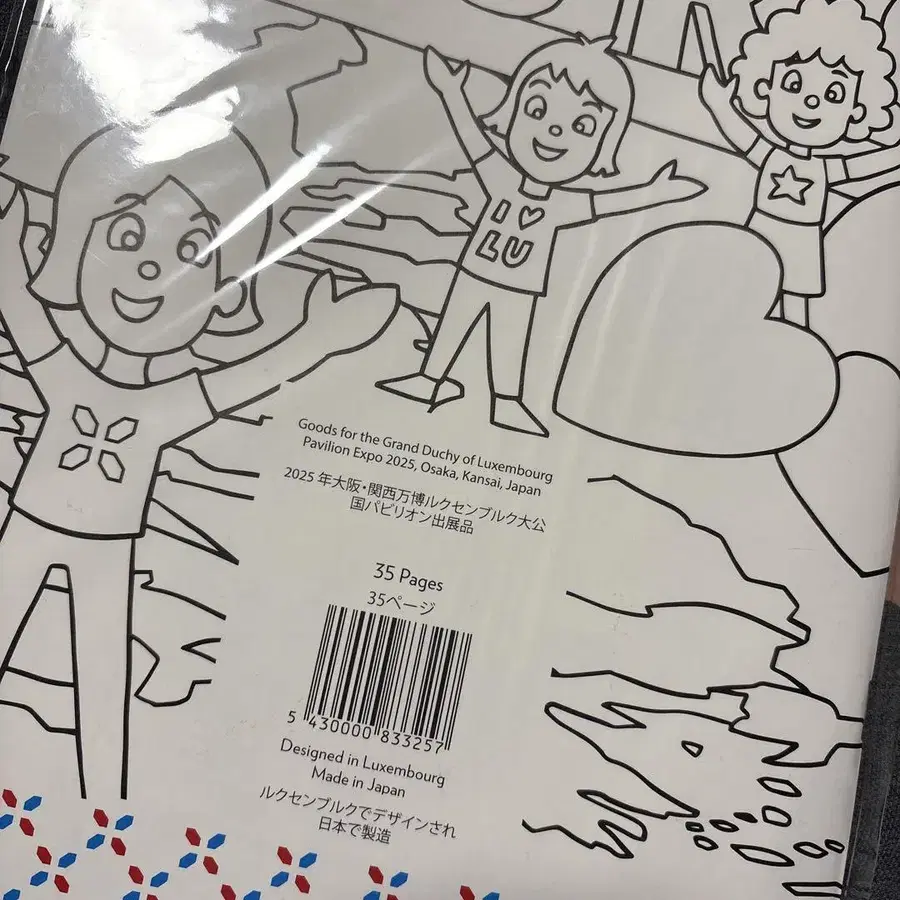 I ♡
LU
Goods for the Grand Duchy of Luxembourg
Pavilion Expo 2025, Osaka, Kansai, Japan
2025 年大阪・関西万博ルクセンブルク大公
国パビリオン出展品
35 Pages
35ページ
5 430000 833257
Designed in Luxembourg
Made in Japan
ルクセンブルクでデザインされ
日本で製造